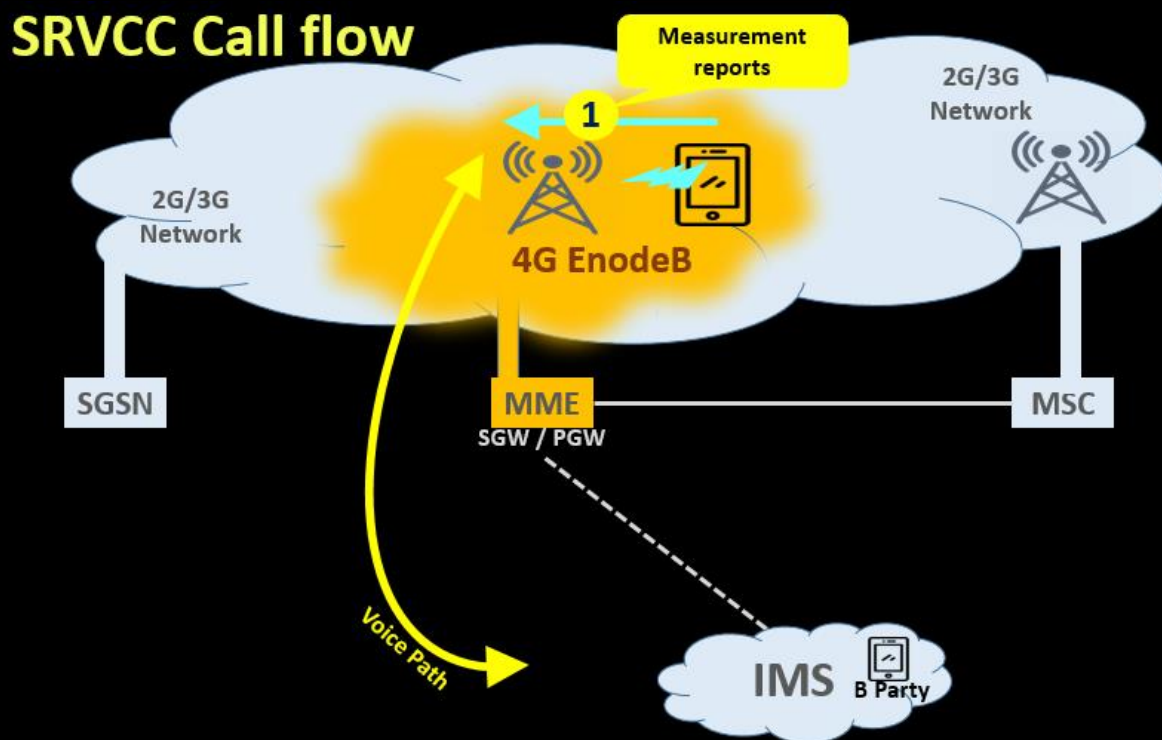 SRVCC Call flow
Measurement
reports
1
2G/3G
Network
2G/3G
Network
4G EnodeB
SGSN
MME
MSC
SGW / PGW
Voice Path
IMS
B Party